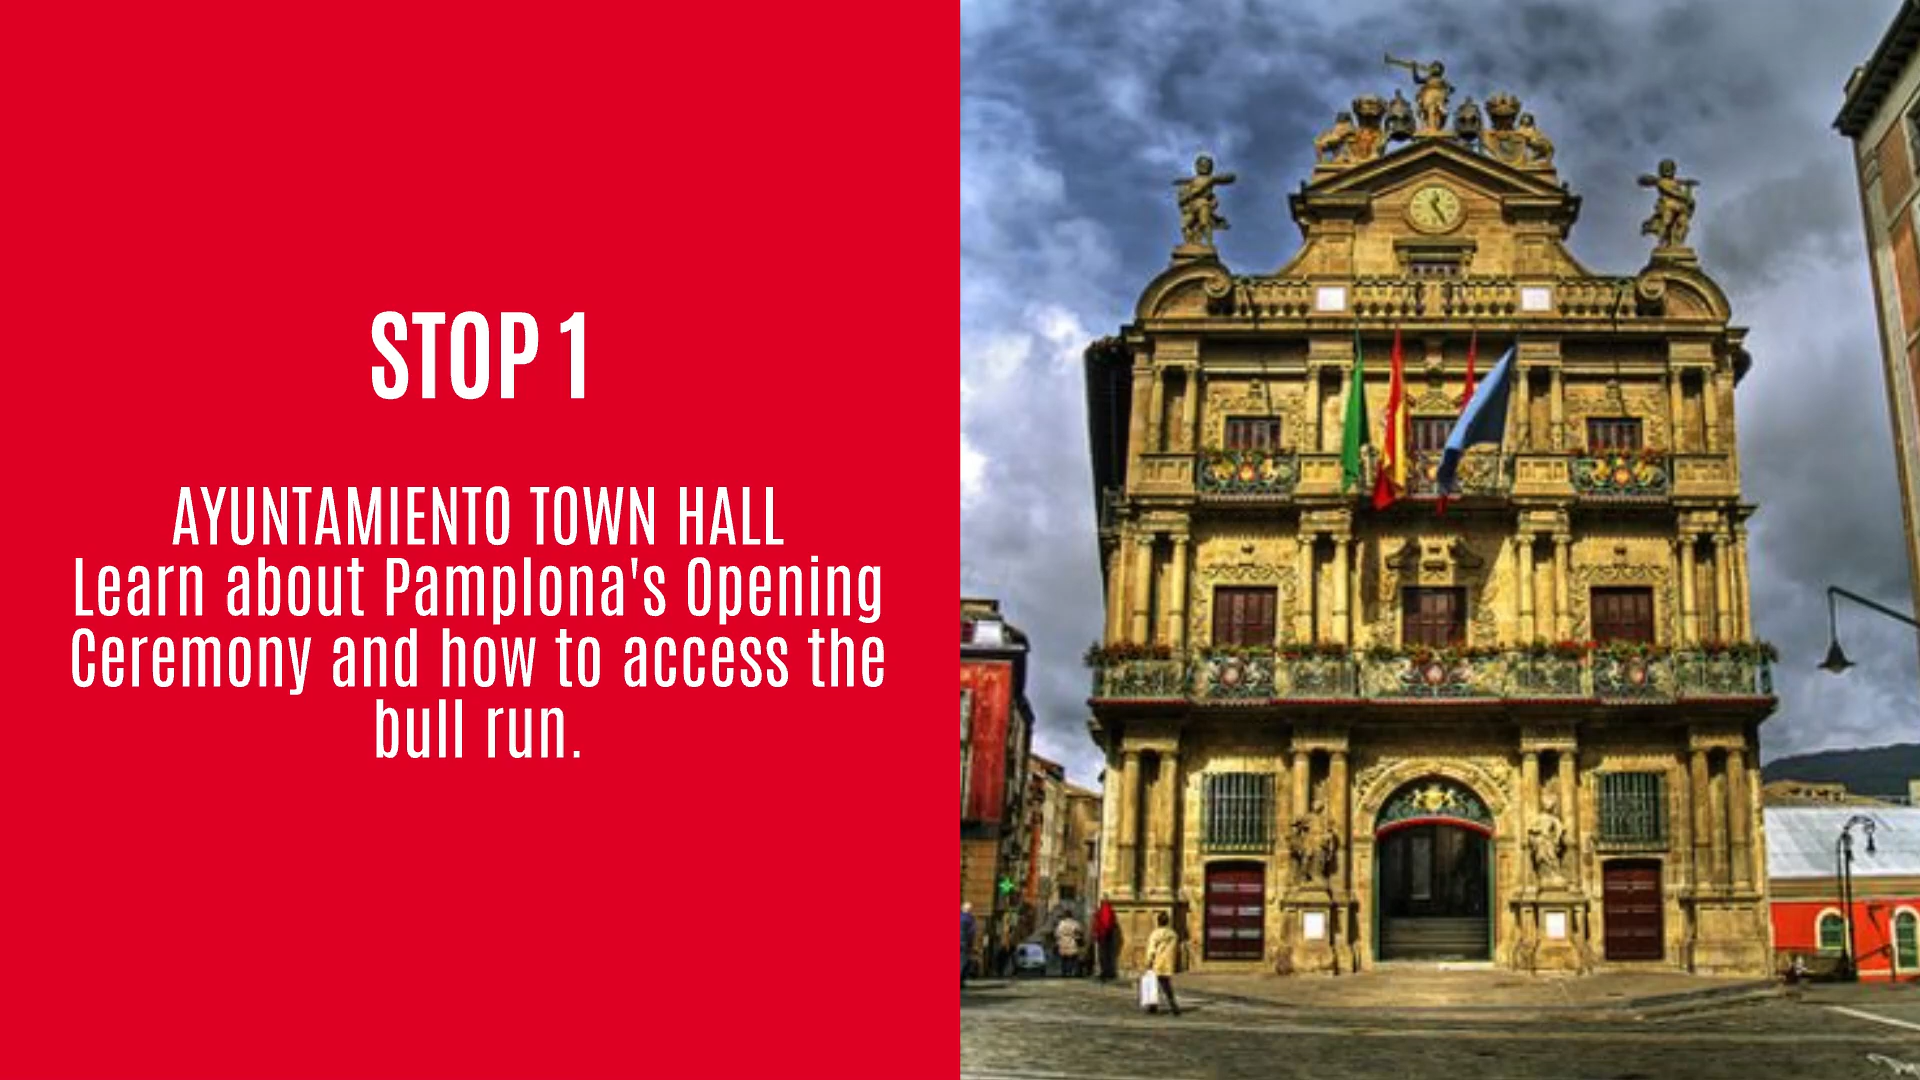 STOP 1
AYUNTAMIENTO TOWN HALL
Learn about Pamplona's Opening
Ceremony and how to access the
bull run.